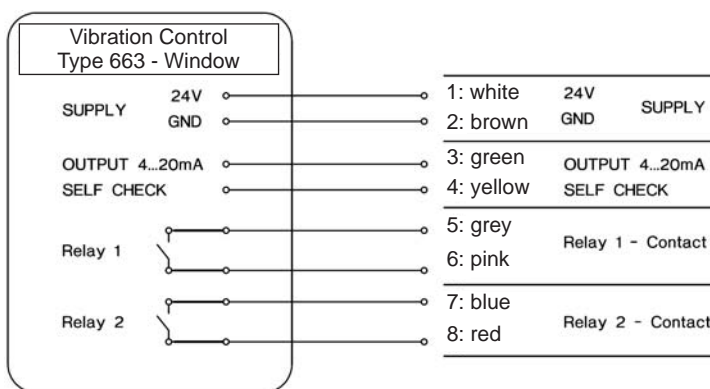 Vibration Control
Type 663 - Window
SUPPLY
24V
GND
OUTPUT 4...20mA
SELF CHECK
Relay 1
Relay 2
1: white 24V SUPPLY
2: brown GND
3: green OUTPUT 4...20mA
4: yellow SELF CHECK
5: grey
Relay 1 - Contact
6: pink
7: blue
Relay 2 - Contact
8: red